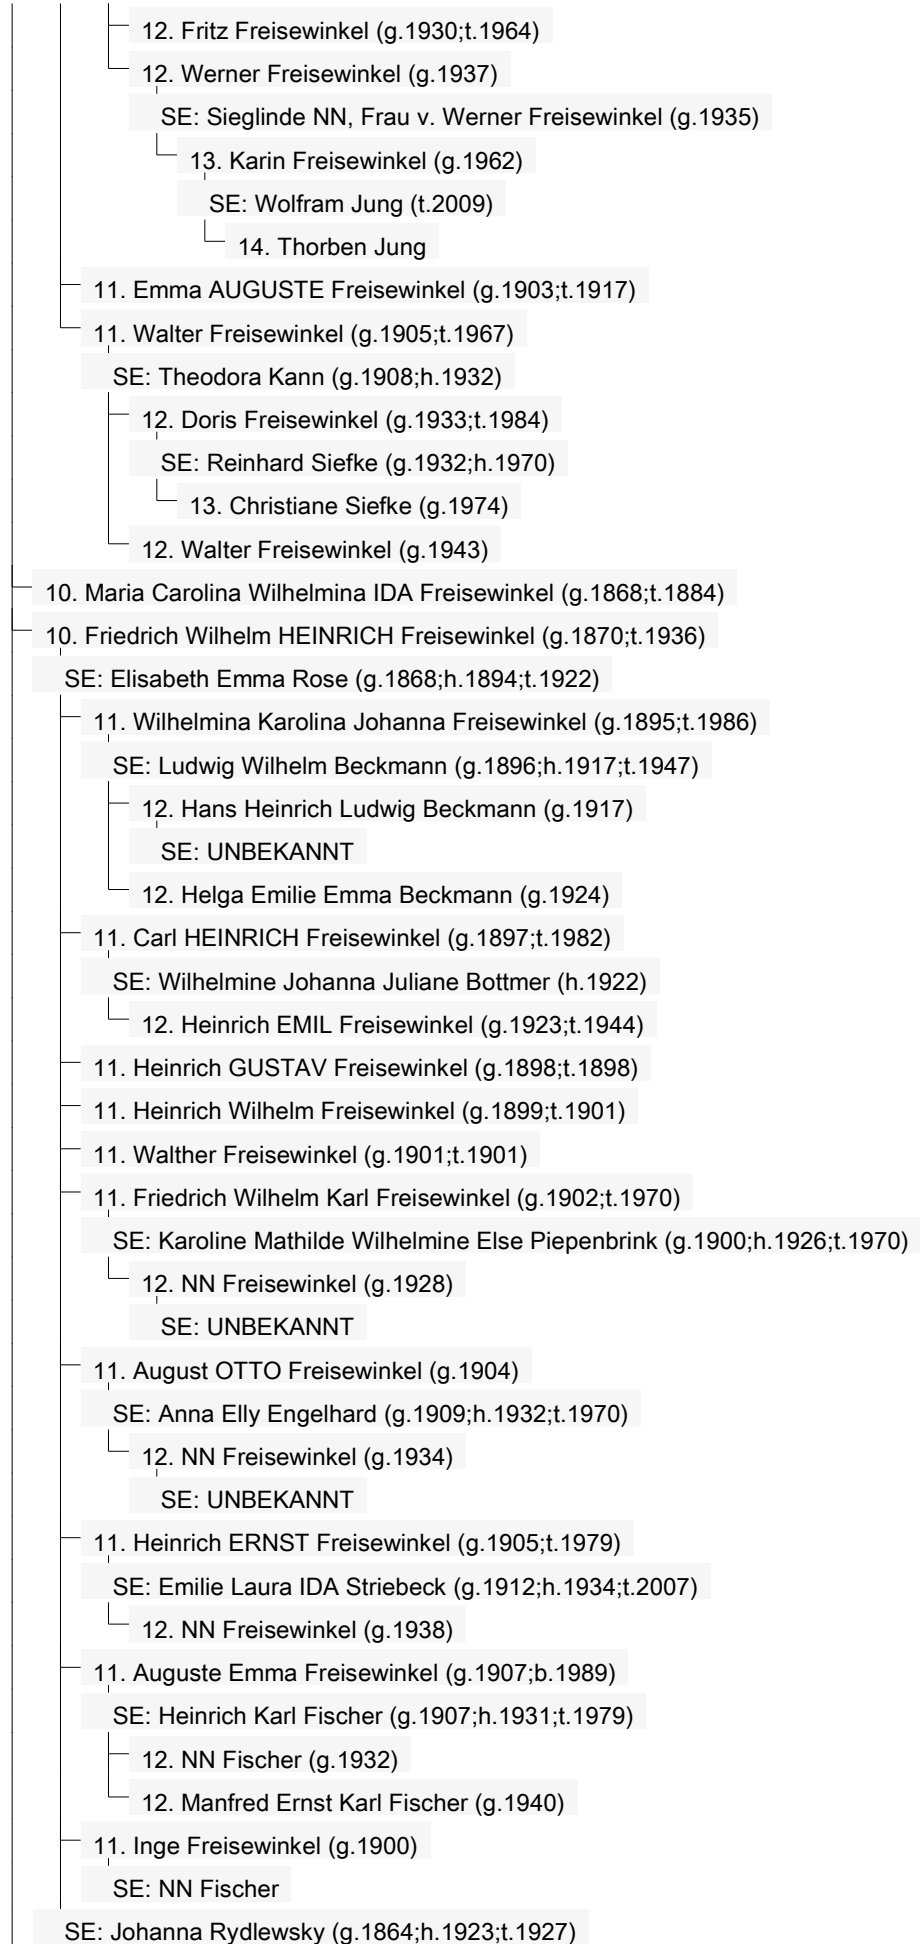 12. Fritz Freisewinkel (g.1930;t.1964)
12. Werner Freisewinkel (g.1937)
SE: Sieglinde NN, Frau v. Werner Freisewinkel (g.1935)
13. Karin Freisewinkel (g.1962)
SE: Wolfram Jung (t.2009)
14. Thorben Jung
11. Emma AUGUSTE Freisewinkel (g.1903;t.1917)
11. Walter Freisewinkel (g.1905;t.1967)
SE: Theodora Kann (g.1908;h.1932)
12. Doris Freisewinkel (g.1933;t.1984)
SE: Reinhard Siefke (g.1932;h.1970)
13. Christiane Siefke (g.1974)
12. Walter Freisewinkel (g.1943)
10. Maria Carolina Wilhelmina IDA Freisewinkel (g.1868;t.1884)
10. Friedrich Wilhelm HEINRICH Freisewinkel (g.1870;t.1936)
SE: Elisabeth Emma Rose (g.1868;h.1894;t.1922)
11. Wilhelmina Karolina Johanna Freisewinkel (g.1895;t.1986)
SE: Ludwig Wilhelm Beckmann (g.1896;h.1917;t.1947)
12. Hans Heinrich Ludwig Beckmann (g.1917)
SE: UNBEKANNT
12. Helga Emilie Emma Beckmann (g.1924)
11. Carl HEINRICH Freisewinkel (g.1897;t.1982)
SE: Wilhelmine Johanna Juliane Bottmer (h.1922)
12. Heinrich EMIL Freisewinkel (g.1923;t.1944)
11. Heinrich GUSTAV Freisewinkel (g.1898;t.1898)
11. Heinrich Wilhelm Freisewinkel (g.1899;t.1901)
11. Walther Freisewinkel (g.1901;t.1901)
11. Friedrich Wilhelm Karl Freisewinkel (g.1902;t.1970)
SE: Karoline Mathilde Wilhelmine Else Piepenbrink (g.1900;h.1926;t.1970)
12. NN Freisewinkel (g.1928)
SE: UNBEKANNT
11. August OTTO Freisewinkel (g.1904)
SE: Anna Elly Engelhard (g.1909;h.1932;t.1970)
12. NN Freisewinkel (g.1934)
SE: UNBEKANNT
11. Heinrich ERNST Freisewinkel (g.1905;t.1979)
SE: Emilie Laura IDA Striebeck (g.1912;h.1934;t.2007)
12. NN Freisewinkel (g.1938)
11. Auguste Emma Freisewinkel (g.1907;b.1989)
SE: Heinrich Karl Fischer (g.1907;h.1931;t.1979)
12. NN Fischer (g.1932)
12. Manfred Ernst Karl Fischer (g.1940)
11. Inge Freisewinkel (g.1900)
SE: NN Fischer
SE: Johanna Rydlewsky (g.1864;h.1923;t.1927)